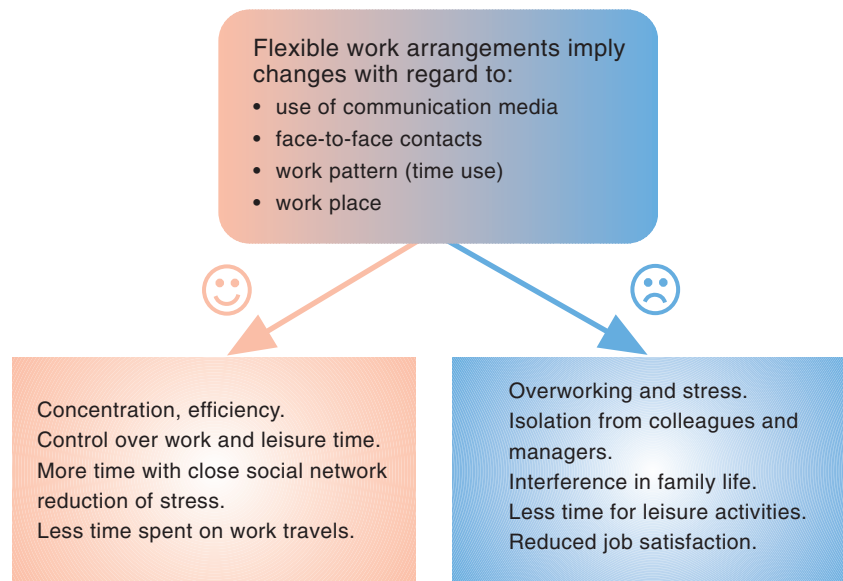 Flexible work arrangements imply
changes with regard to:
• use of communication media
• face-to-face contacts
• work pattern (time use)
• work place
Concentration, efficiency.
Control over work and leisure time.
More time with close social network
reduction of stress.
Less time spent on work travels.
Overworking and stress.
Isolation from colleagues and
managers.
Interference in family life.
Less time for leisure activities.
Reduced job satisfaction.